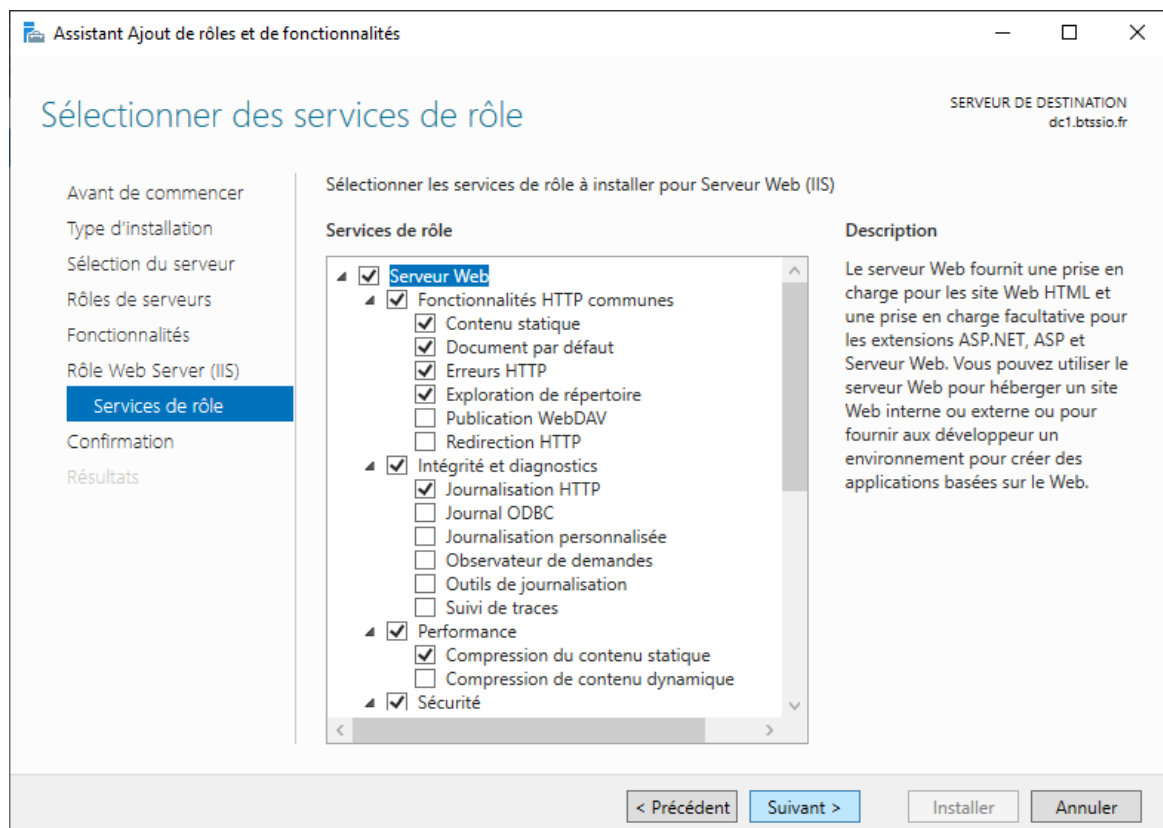 Assistant Ajout de rôles et de fonctionnalités
Sélectionner des services de rôle
SERVEUR DE DESTINATION
dc1.btssio.fr
Avant de commencer
Type d'installation
Sélection du serveur
Rôles de serveurs
Fonctionnalités
Rôle Web Server (IIS)
Services de rôle
Confirmation
Résultats
Sélectionner les services de rôle à installer pour Serveur Web (IIS)
Services de rôle
Serveur Web
Fonctionnalités HTTP communes
Contenu statique
Document par défaut
Erreurs HTTP
Exploration de répertoire
Publication WebDAV
Redirection HTTP
Intégrité et diagnostics
Journalisation HTTP
Journal ODBC
Journalisation personnalisée
Observateur de demandes
Outils de journalisation
Suivi de traces
Performance
Compression du contenu statique
Compression de contenu dynamique
Sécurité
Description
Le serveur Web fournit une prise en
charge pour les site Web HTML et
une prise en charge facultative pour
les extensions ASP.NET, ASP et
Serveur Web. Vous pouvez utiliser le
serveur Web pour héberger un site
Web interne ou externe ou pour
fournir aux développeur un
environnement pour créer des
applications basées sur le Web.
< Précédent
Suivant >
Installer
Annuler